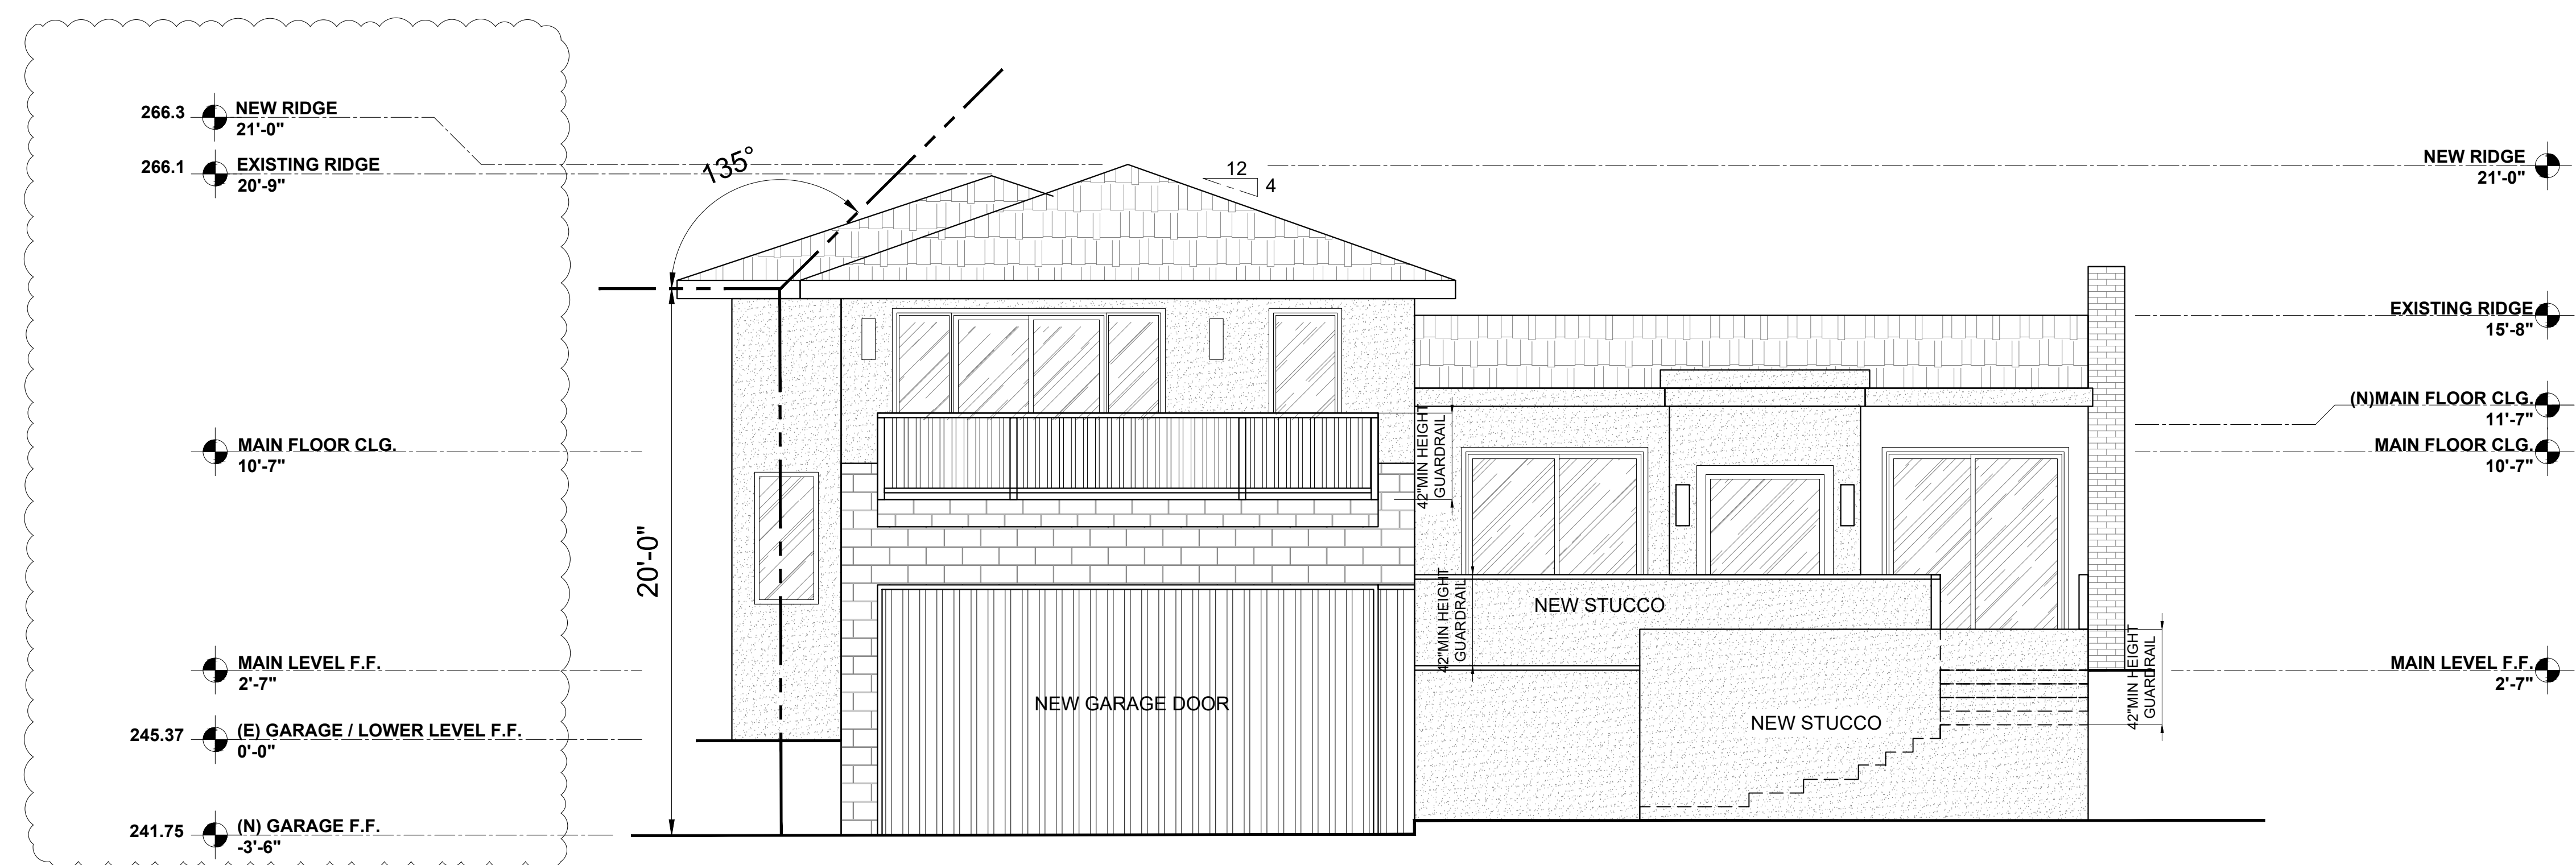 266.3 NEW RIDGE
21'-0"
266.1 EXISTING RIDGE
20'-9"
MAIN FLOOR CLG.
10'-7"
MAIN LEVEL F.F.
2'-7"
245.37 (E) GARAGE / LOWER LEVEL F.F.
0'-0"
241.75 (N) GARAGE F.F.
-3'-6"
135°
20'-0"
12
4
42"MIN HEIGHT
GUARDRAIL
42"MIN HEIGHT
GUARDRAIL
NEW GARAGE DOOR
NEW STUCCO
NEW STUCCO
42"MIN HEIGHT
GUARDRAIL
NEW RIDGE
21'-0"
EXISTING RIDGE
15'-8"
(N)MAIN FLOOR CLG.
11'-7"
MAIN FLOOR CLG.
10'-7"
MAIN LEVEL F.F.
2'-7"